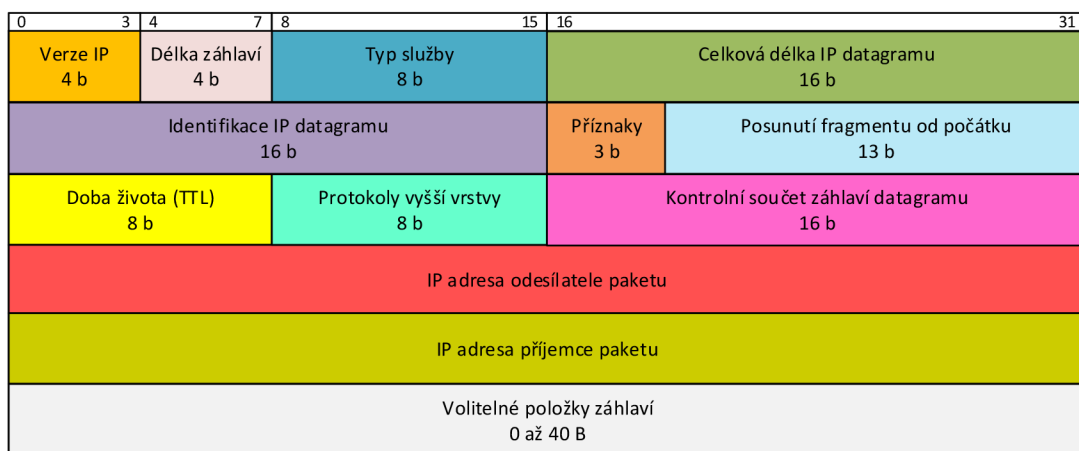 0 3 4 7 8 15 16 31
Verze IP
4 b
Délka záhlaví
4 b
Typ služby
8 b
Celková délka IP datagramu
16 b
Identifikace IP datagramu
16 b
Příznaky
3 b
Posunutí fragmentu od počátku
13 b
Doba života (TTL)
8 b
Protokoly vyšší vrstvy
8 b
Kontrolní součet záhlaví datagramu
16 b
IP adresa odesílatele paketu
IP adresa příjemce paketu
Volitelné položky záhlaví
0 až 40 B